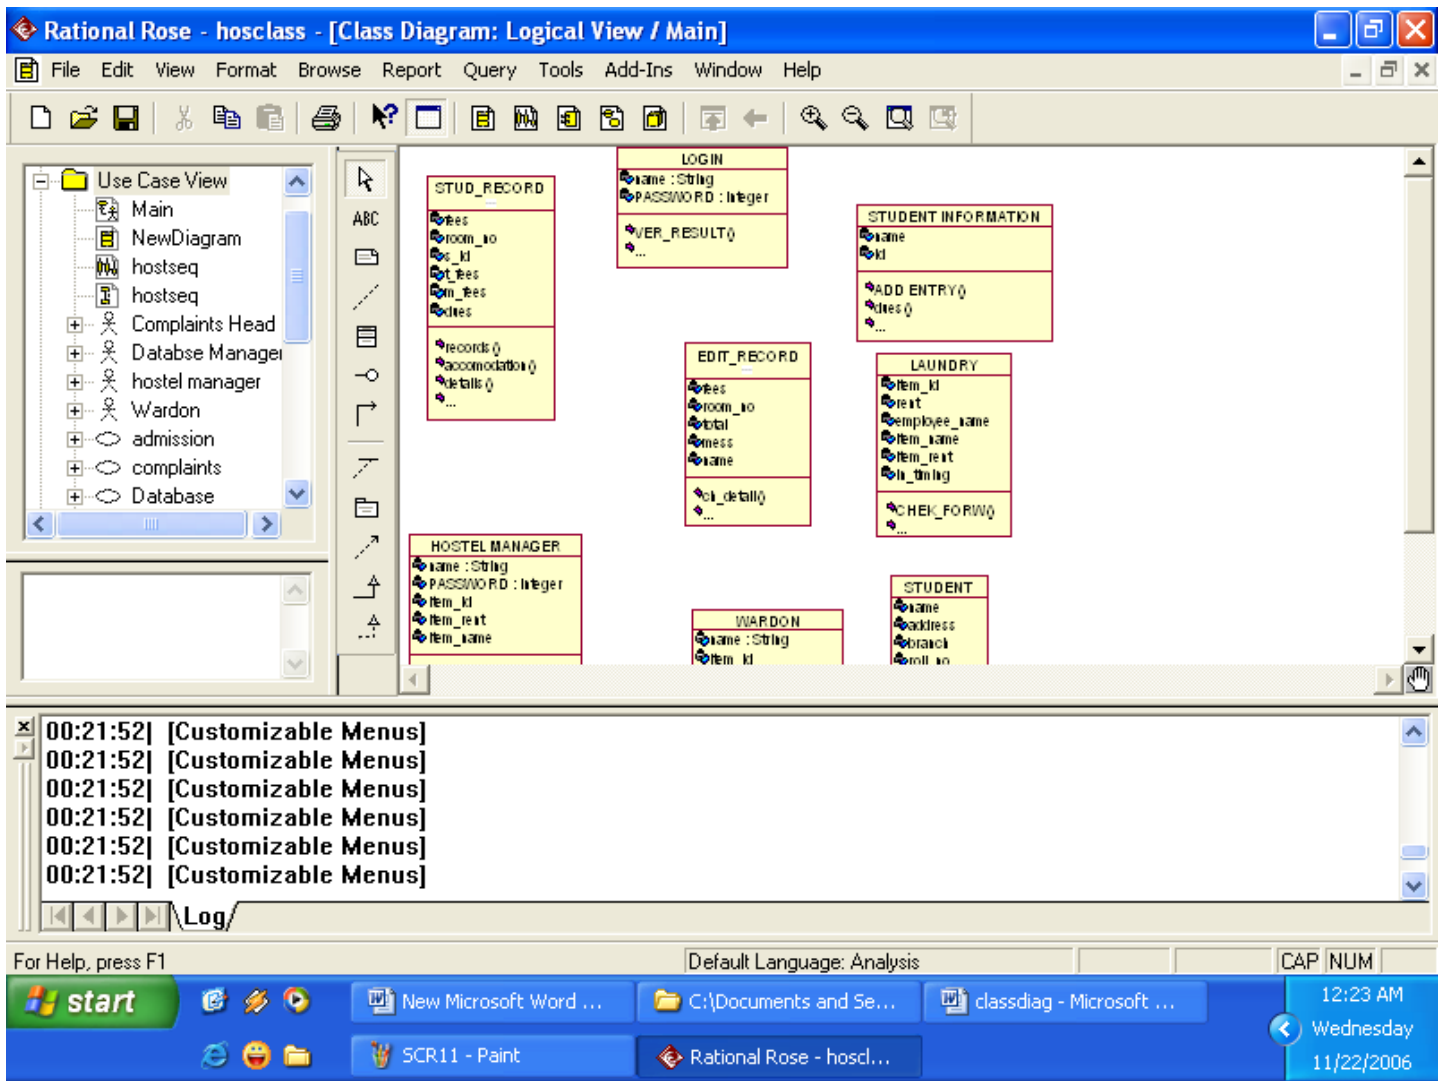 Rational Rose - hosclass - [Class Diagram: Logical View / Main]
File Edit View Format Browse Report Query Tools Add-Ins Window Help
Use Case View
Main
NewDiagram
hostseq
hostseq
Complaints Head
Databse Manager
hostel manager
Wardon
admission
complaints
Database
ABC
STUD_RECORD
fees
room_no
s_id
t_fees
m_fees
dues
records()
accomodation()
details()
...
LOGIN
name : String
PASSWORD : Integer
VER_RESULT()
...
STUDENT INFORMATION
name
id
ADD ENTRY()
dues()
...
EDIT_RECORD
fees
room_no
total
mess
name
ch_detail()
...
LAUNDRY
item_id
rent
employee_name
item_name
item_rent
in_timing
CHEK_FORW()
...
HOSTEL MANAGER
name : String
PASSWORD : Integer
item_id
item_rent
item_name
WARDON
name : String
item_id
STUDENT
name
address
branch
roll_no
00:21:52| [Customizable Menus]
00:21:52| [Customizable Menus]
00:21:52| [Customizable Menus]
00:21:52| [Customizable Menus]
00:21:52| [Customizable Menus]
00:21:52| [Customizable Menus]
Log
For Help, press F1
Default Language: Analysis
CAP NUM
start
New Microsoft Word ...
C:\Documents and Se...
classdiag - Microsoft ...
SCR11 - Paint
Rational Rose - hoscl...
12:23 AM
Wednesday
11/22/2006